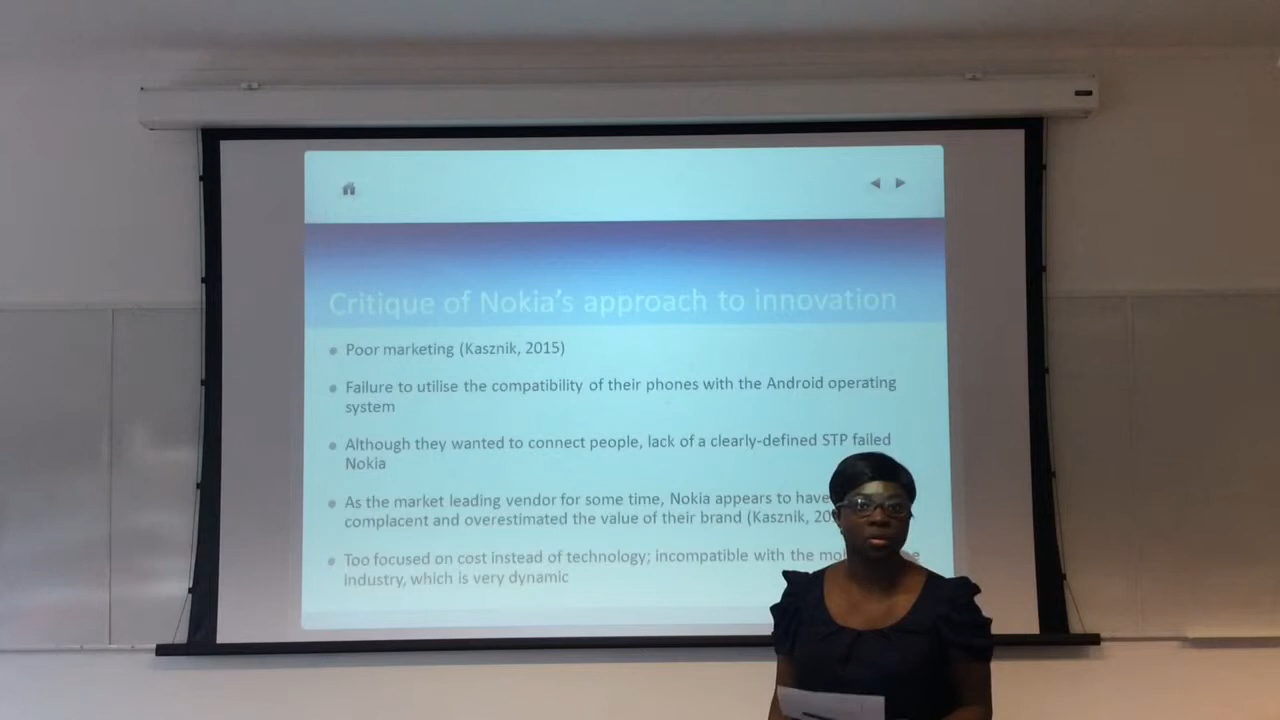 Critique of Nokia's approach to innovation
Poor marketing (Kasznik, 2015)
Failure to utilise the compatibility of their phones with the Android operating
system
Although they wanted to connect people, lack of a clearly-defined STP failed
Nokia
As the market leading vendor for some time, Nokia appears to have
complacent and overestimated the value of their brand (Kasznik,
Too focused on cost instead of technology; incompatible with the
industry, which is very dynamic